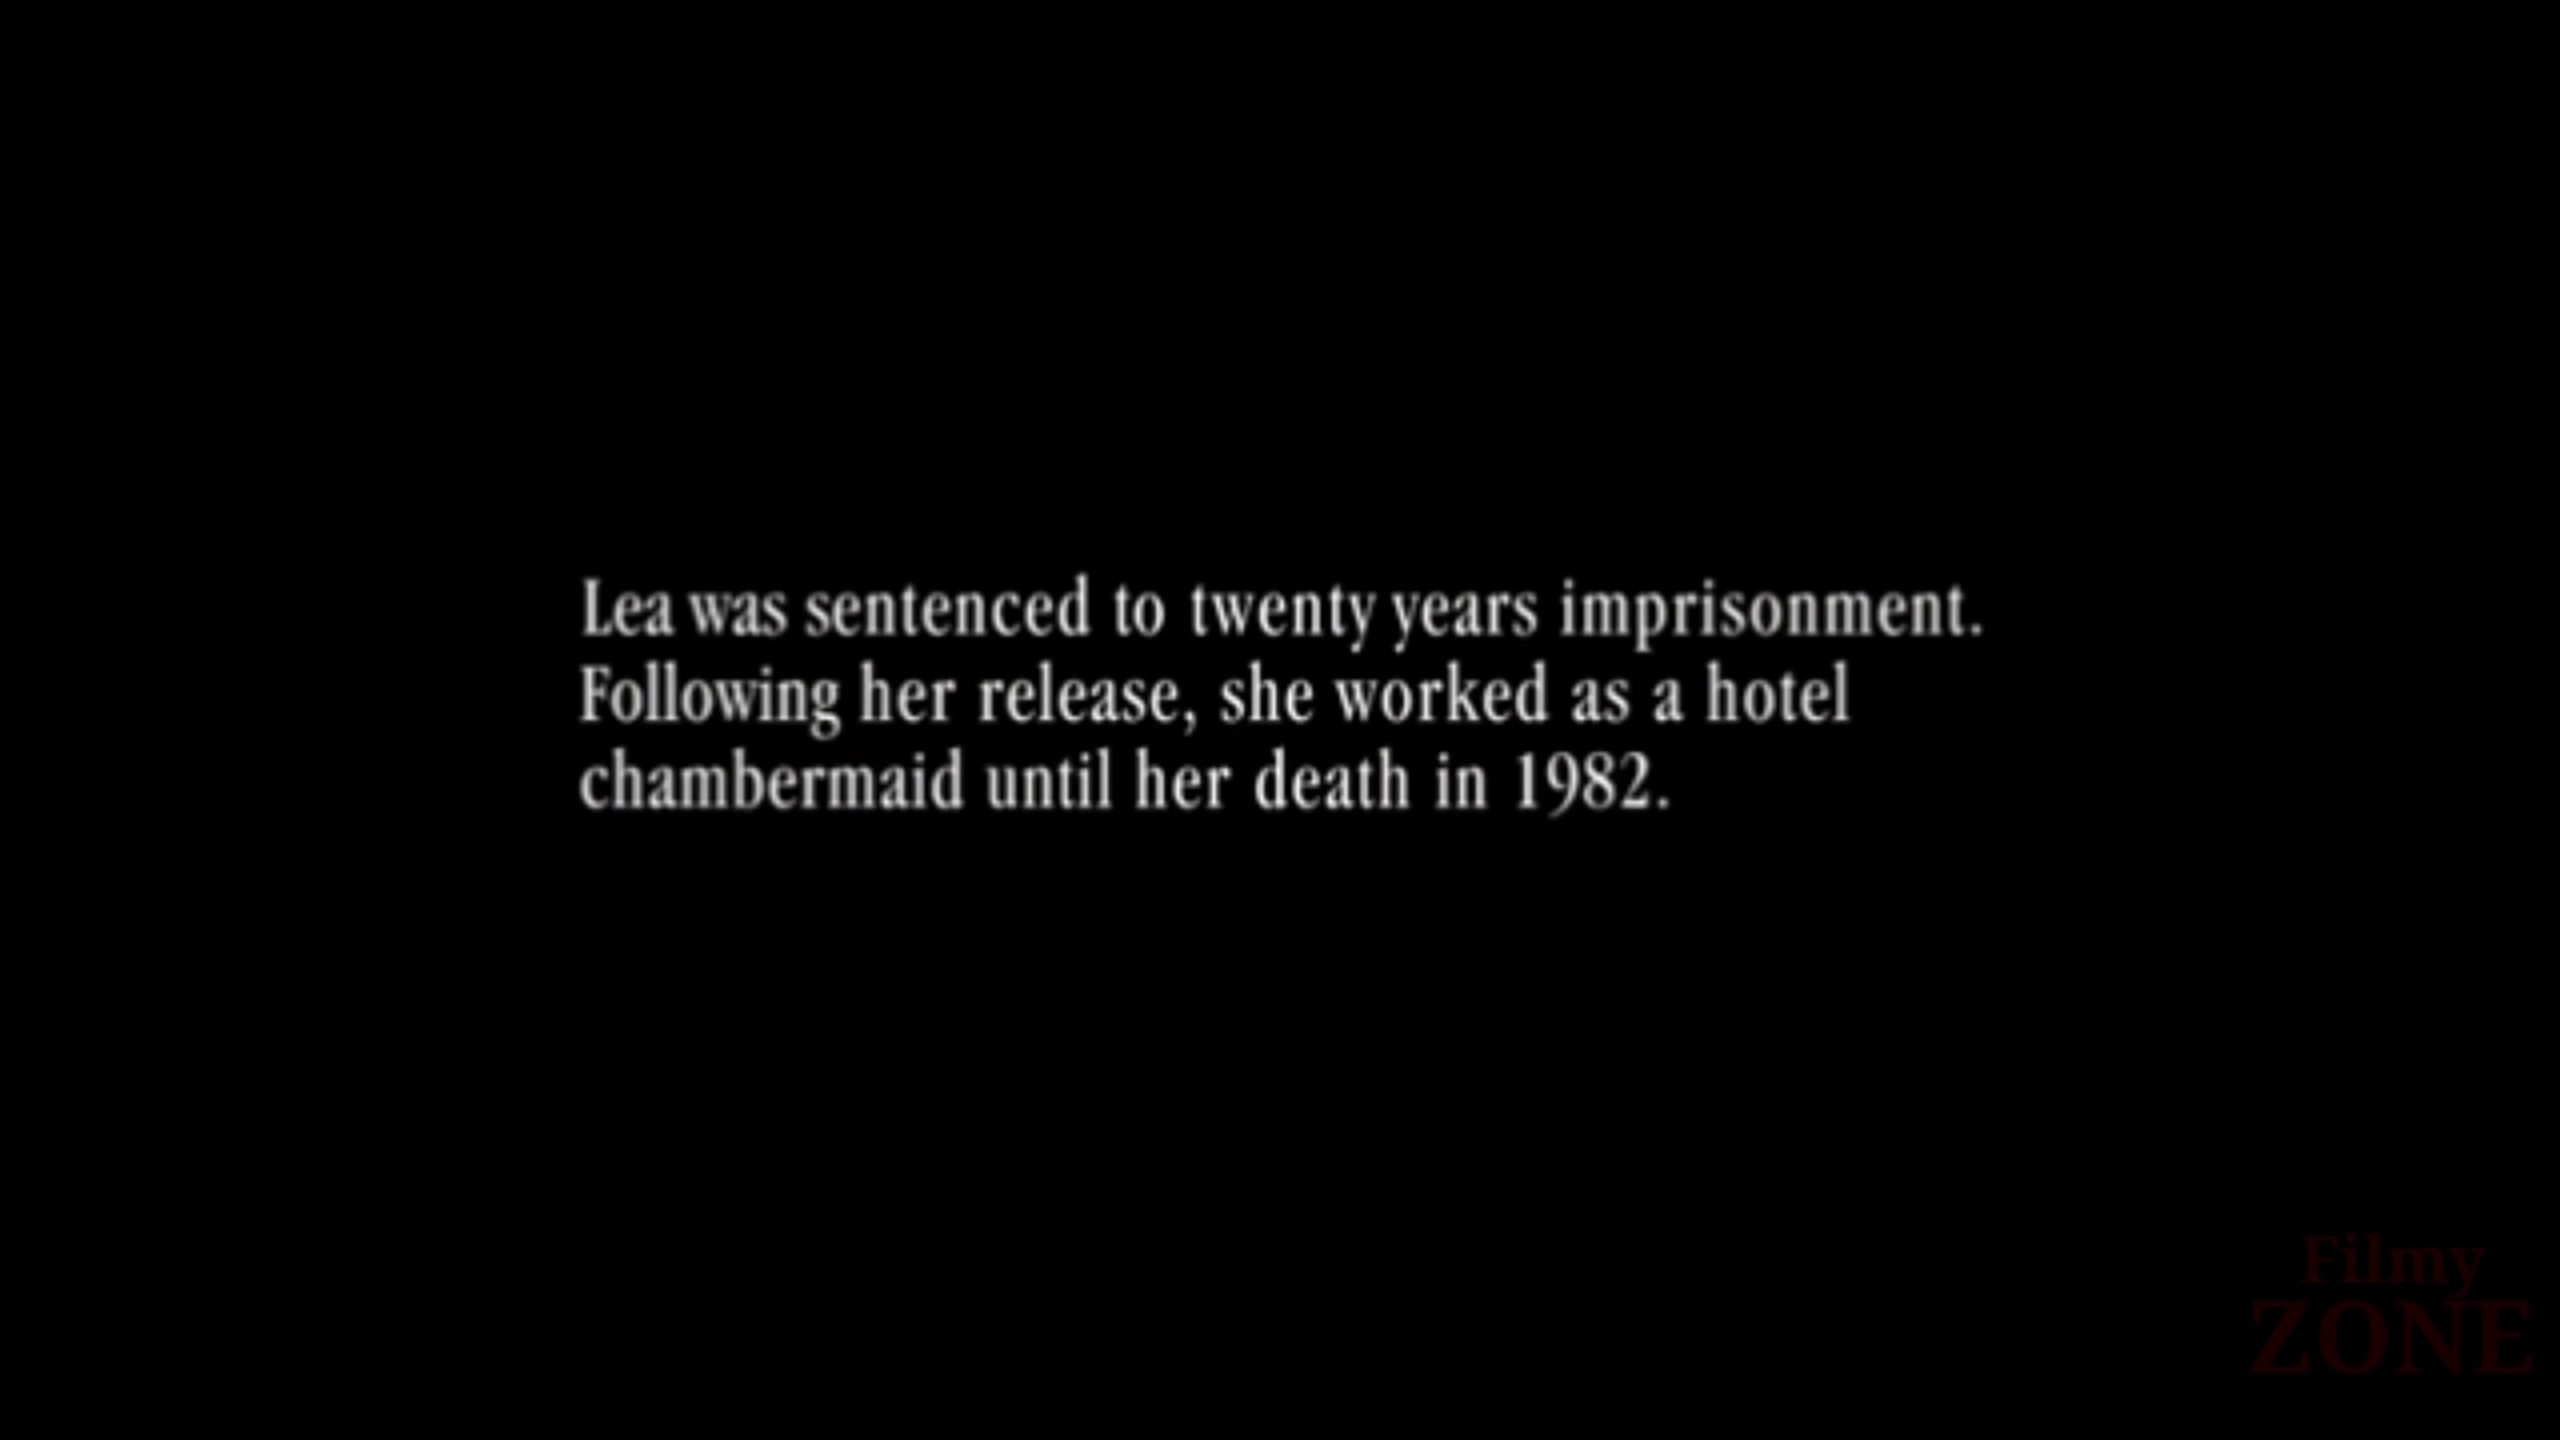 Lea was sentenced to twenty years imprisonment.
Following her release, she worked as a hotel
chambermaid until her death in 1982.
Filmy
ZONE